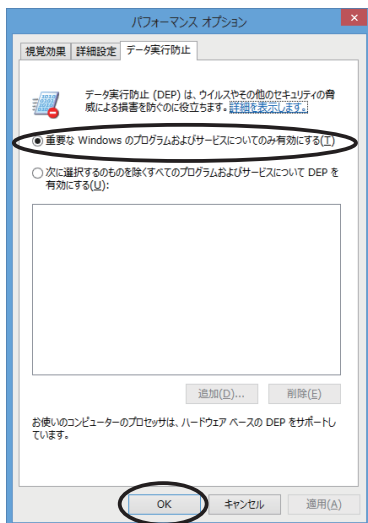 パフォーマンス オプション
視覚効果 詳細設定 データ実行防止
データ実行防止 (DEP) は、ウイルスやその他のセキュリティの脅
威による損害を防ぐのに役立ちます。詳細を表示します。
重要な Windows のプログラムおよびサービスについてのみ有効にする(T)
次に選択するのものを除くすべてのプログラムおよびサービスについて DEP を
有効にする(U):
追加(D)... 削除(E)
お使いのコンピューターのプロセッサは、ハードウェア ベースの DEP をサポートし
ています。
OK キャンセル 適用(A)